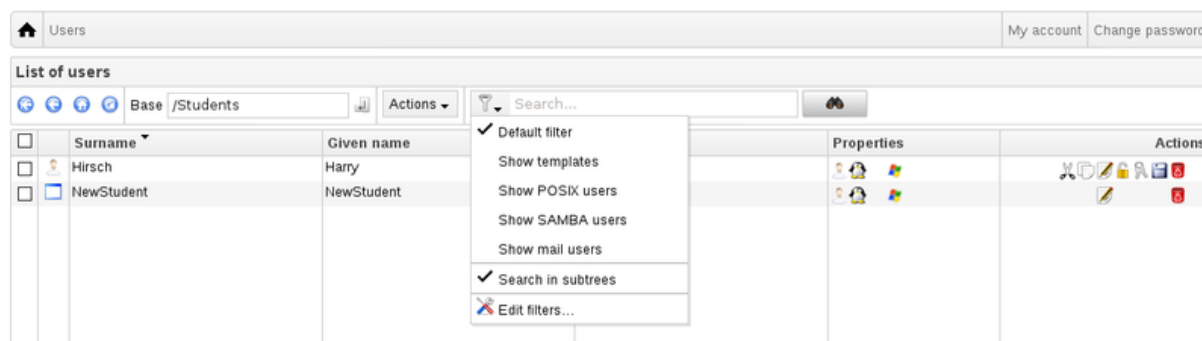 Users My account Change password
List of users
Base /Students Actions Search...
Default filter
Surname Given name Properties Actions
Show templates
Hirsch Harry
Show POSIX users
NewStudent NewStudent
Show SAMBA users
Show mail users
Search in subtrees
Edit filters...